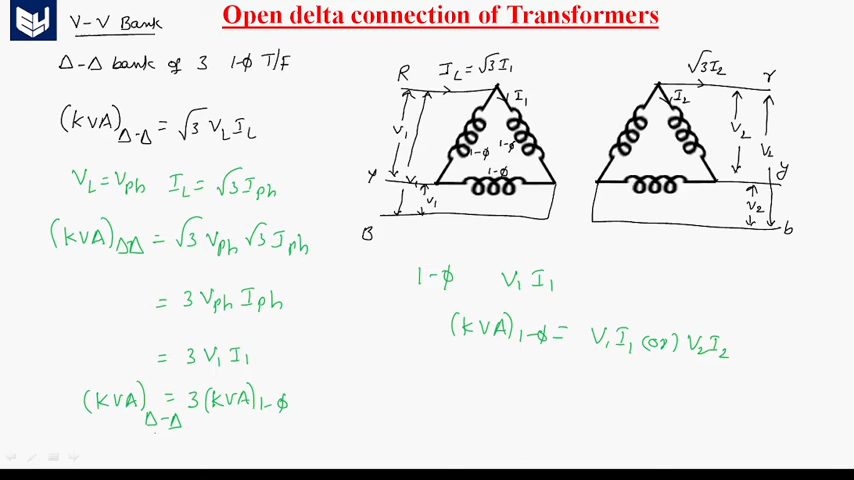 Open delta connection of Transformers
V-V Bank
Δ-Δ bank of 3 1-ϕ T/F
(KVA)Δ-Δ = √3 VL IL
VL = Vph IL = √3 Iph
(KVA)ΔΔ = √3 Vph √3 Iph
= 3 Vph Iph
= 3 V1 I1
(KVA)Δ-Δ = 3 (KVA)1-ϕ
R IL = √3 I1
I1
V1
1-ϕ 1-ϕ
1-ϕ
Y V1
V1
B
√3 I2 r
I2
V2 V2
y
V2
b
1-ϕ V1 I1
(KVA)1-ϕ = V1 I1 (or) V2 I2